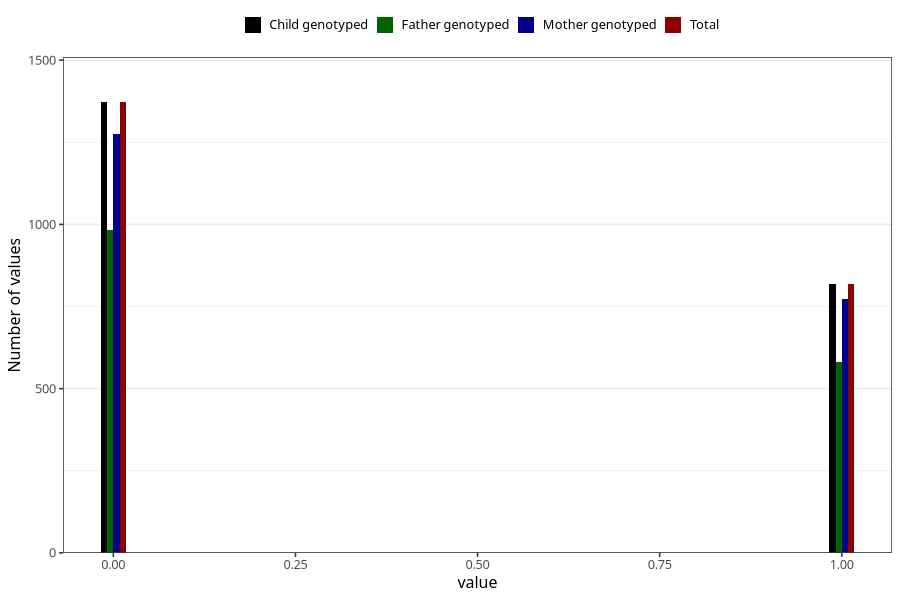 Child genotyped Father genotyped Mother genotyped Total
1500
1000
500
0
Number of values
0.00 0.25 0.50 0.75 1.00
value